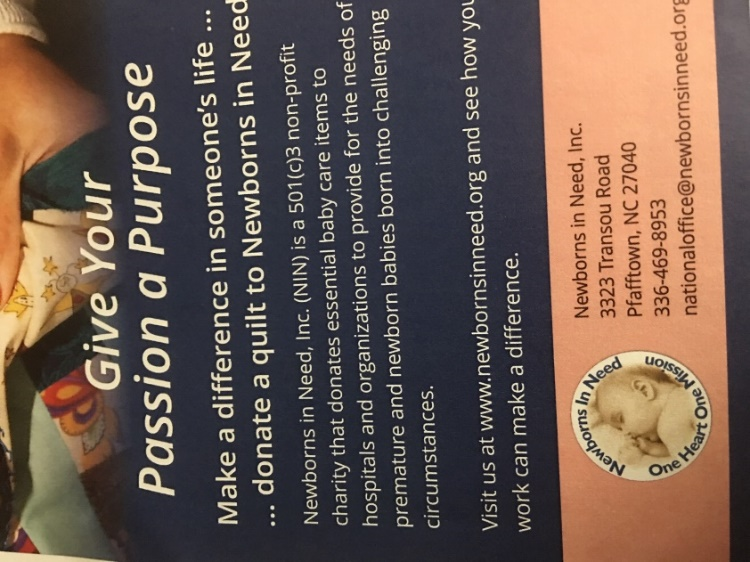 Give Your
Passion a Purpose
Make a difference in someone's life ...
... donate a quilt to Newborns in Need
Newborns in Need, Inc. (NIN) is a 501(c)3 non-profit
charity that donates essential baby care items to
hospitals and organizations to provide for the needs of
premature and newborn babies born into challenging
circumstances.
Visit us at www.newbornsinneed.org and see how you
work can make a difference.
Newborns In Need
One Heart One Mission
Newborns in Need, Inc.
3323 Transou Road
Pfafftown, NC 27040
336-469-8953
nationaloffice@newbornsinneed.org